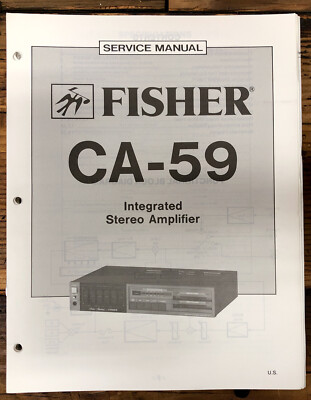 SERVICE MANUAL
FISHER®
CA-59
Integrated
Stereo Amplifier
U.S.